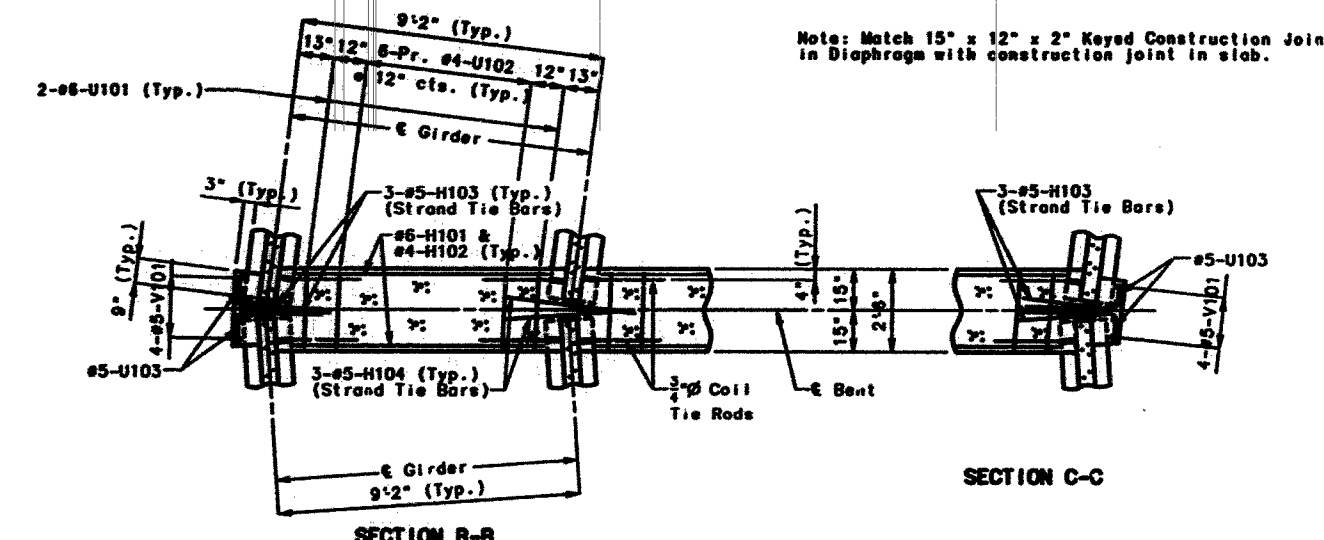 9'-2" (Typ.)
13" 12" 6-Pr. #4-U102 12" 13"
@ 12" cts. (Typ.)
2-#6-U101 (Typ.)
℄ Girder
Note: Match 15" x 12" x 2" Keyed Construction Join
in Diaphragm with construction joint in slab.
3" (Typ.)
3-#5-H103 (Typ.)
(Strand Tie Bars)
#6-H101 &
#4-H102 (Typ.)
9" (Typ.)
4-#5-V101
#5-U103
3-#5-H104 (Typ.)
(Strand Tie Bars)
3/4"Ø Coil
Tie Rods
4" (Typ.)
15" 15"
2'-6"
℄ Bent
3-#5-H103
(Strand Tie Bars)
#5-U103
4-#5-V101
℄ Girder
9'-2" (Typ.)
SECTION B-B
SECTION C-C